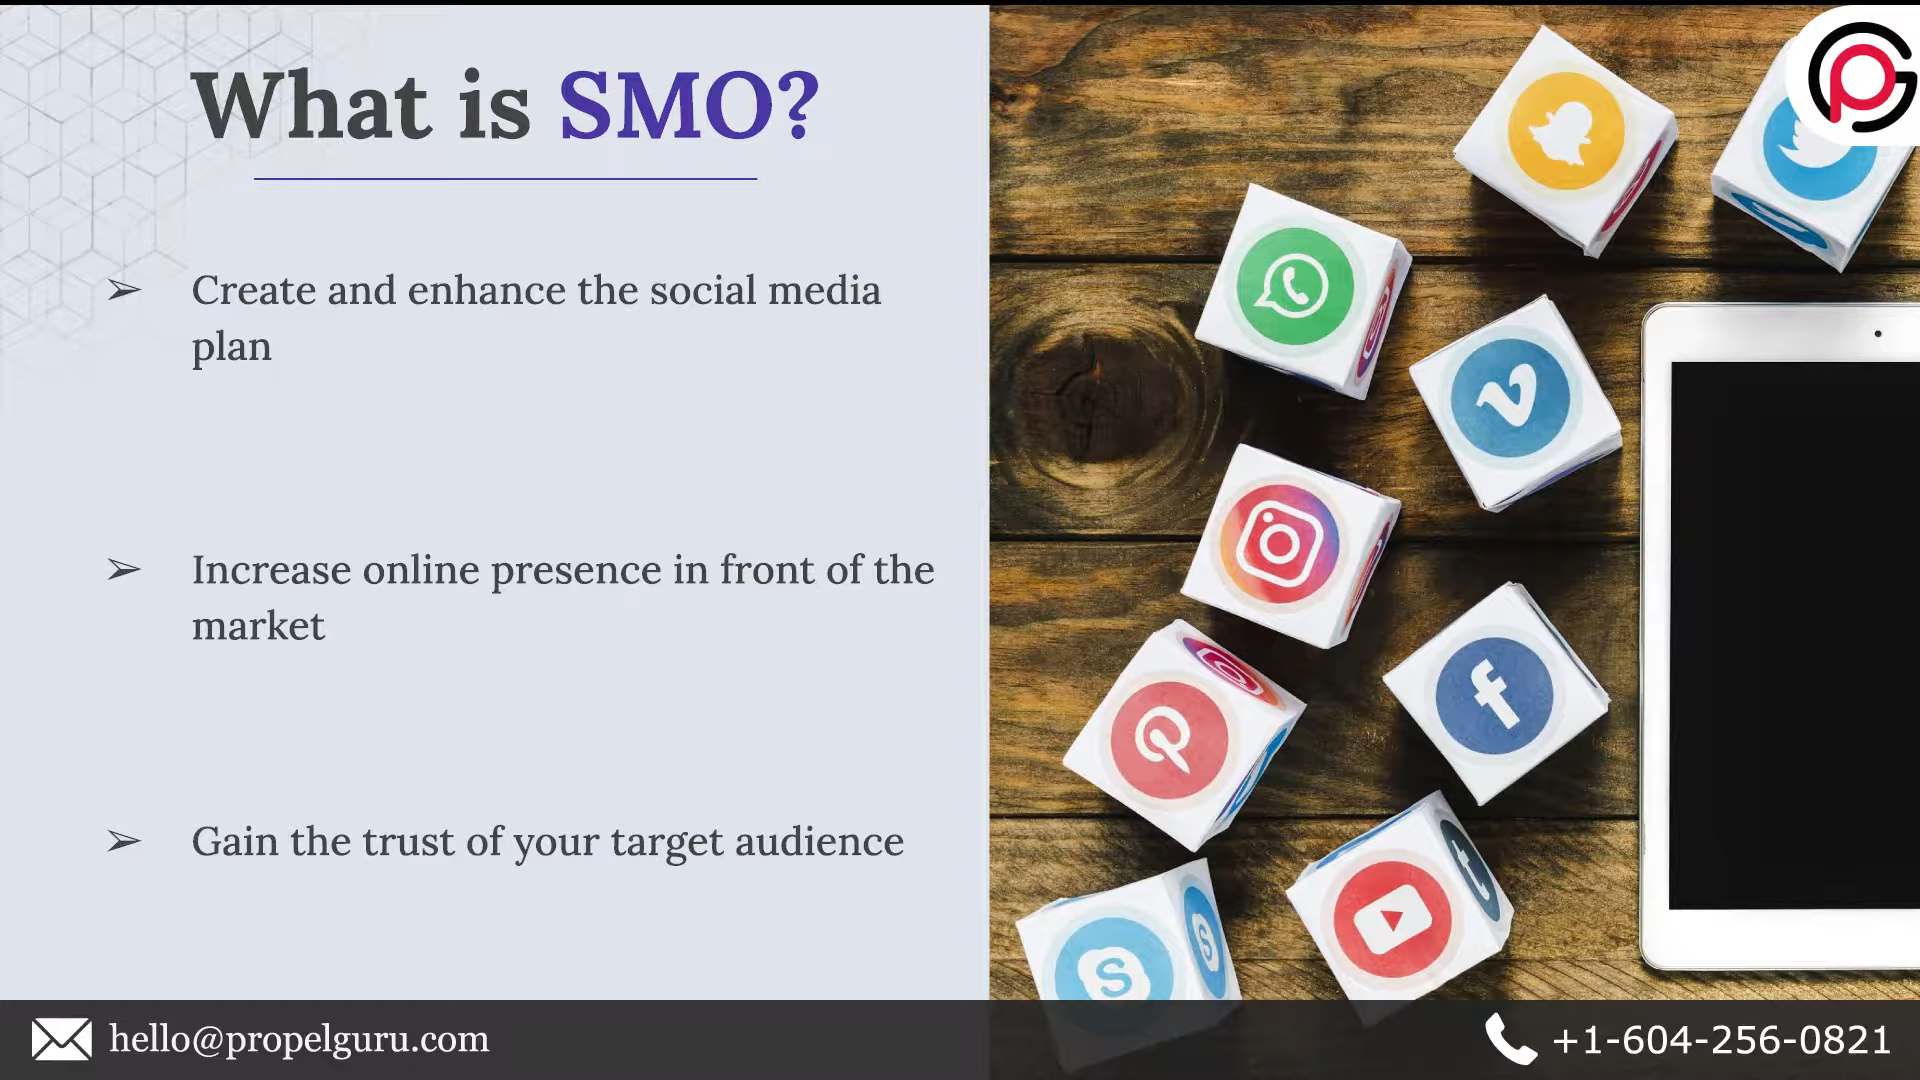 What is SMO?
➢ Create and enhance the social media
plan
➢ Increase online presence in front of the
market
➢ Gain the trust of your target audience
hello@propelguru.com
+1-604-256-0821